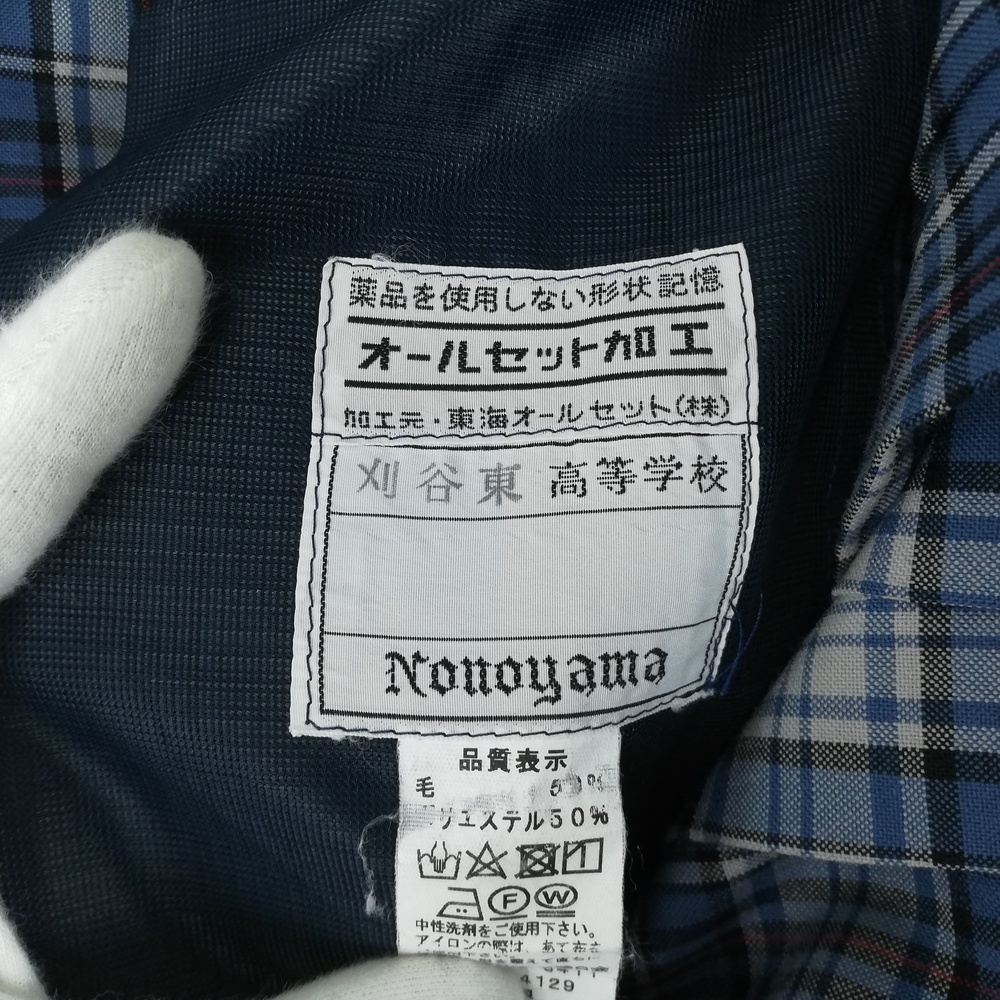 薬品を使用しない形状記憶
オールセット加工
加工元・東海オールセット(株)
刈谷東 高等学校
Nonoyama
品質表示
毛 50%
ポリエステル50%
F W
中性洗剤をご使用下さい。
アイロンの際は、あて布を
4129